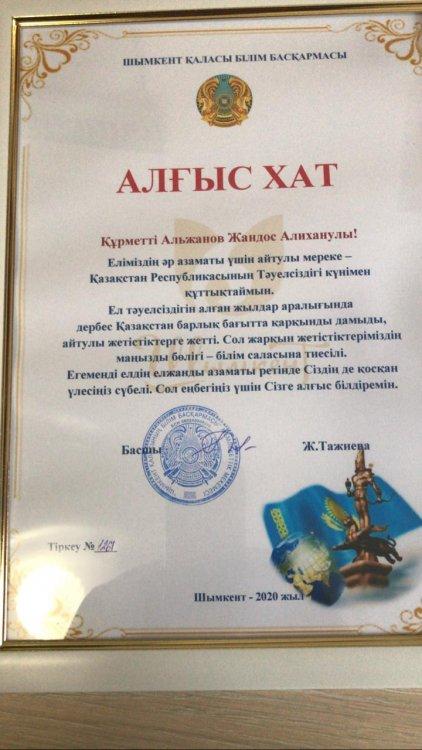 ШЫМКЕНТ ҚАЛАСЫ БІЛІМ БАСҚАРМАСЫ
АЛҒЫС ХАТ
Құрметті Альжанов Жандос Алиханулы!
Еліміздің әр азаматы үшін айтулы мереке –
Қазақстан Республикасының Тәуелсіздігі күнімен
құттықтаймын.
Ел тәуелсіздігін алған жылдар аралығында
дербес Қазақстан барлық бағытта қарқынды дамыды,
айтулы жетістіктерге жетті. Сол жарқын жетістіктеріміздің
маңызды бөлігі – білім саласына тиесілі.
Егеменді елдің елжанды азаматы ретінде Сіздің де қосқан
үлесіңіз сүбелі. Сол еңбегіңіз үшін Сізге алғыс білдіремін.
Басшы Ж.Тажиева
Тіркеу №
Шымкент - 2020 жыл